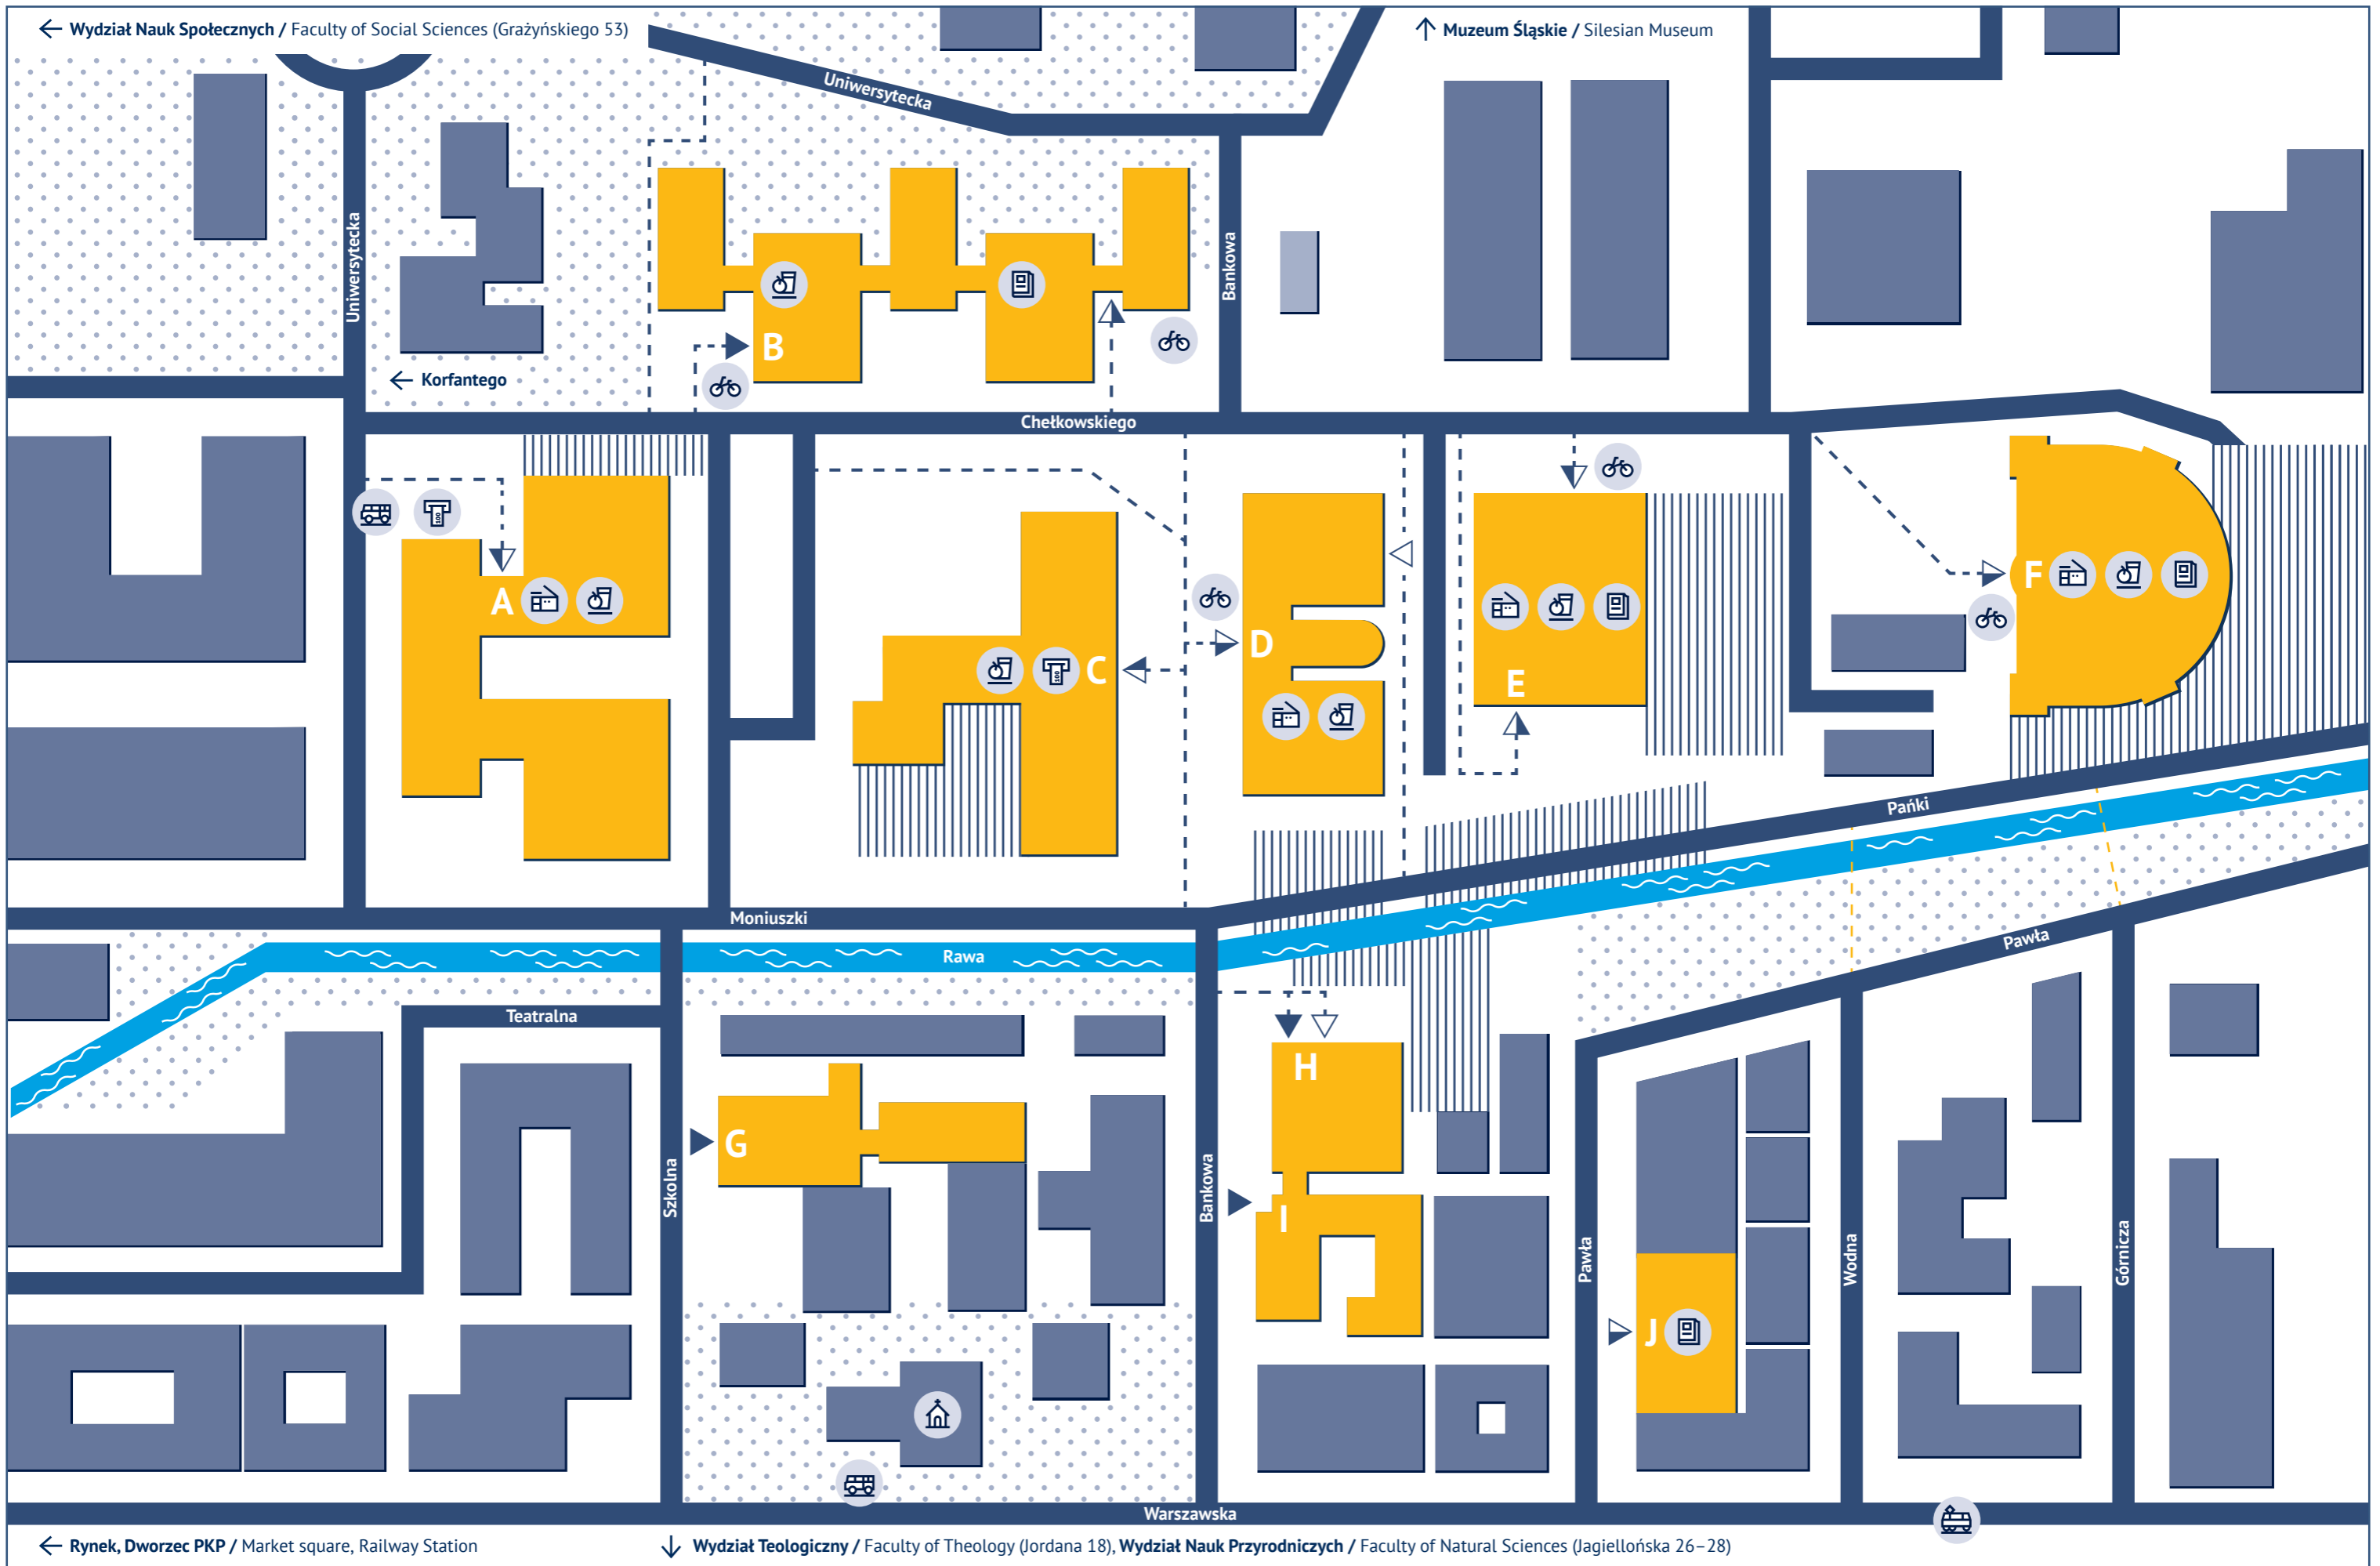 ← Wydział Nauk Społecznych / Faculty of Social Sciences (Grażyńskiego 53)
↑ Muzeum Śląskie / Silesian Museum
Uniwersytecka
Uniwersytecka
Bankowa
B
← Korfantego
Chełkowskiego
100
A
F
D
C
100
E
Pańki
Moniuszki
Rawa
Pawła
Teatralna
H
G
Szkolna
Bankowa
I
Pawła
Wodna
Górnicza
J
Warszawska
← Rynek, Dworzec PKP / Market square, Railway Station
↓ Wydział Teologiczny / Faculty of Theology (Jordana 18), Wydział Nauk Przyrodniczych / Faculty of Natural Sciences (Jagiellońska 26–28)